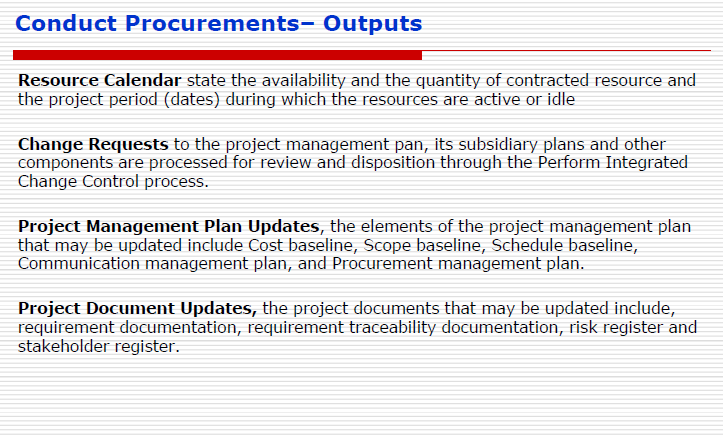 Conduct Procurements– Outputs
Resource Calendar state the availability and the quantity of contracted resource and
the project period (dates) during which the resources are active or idle
Change Requests to the project management pan, its subsidiary plans and other
components are processed for review and disposition through the Perform Integrated
Change Control process.
Project Management Plan Updates, the elements of the project management plan
that may be updated include Cost baseline, Scope baseline, Schedule baseline,
Communication management plan, and Procurement management plan.
Project Document Updates, the project documents that may be updated include,
requirement documentation, requirement traceability documentation, risk register and
stakeholder register.